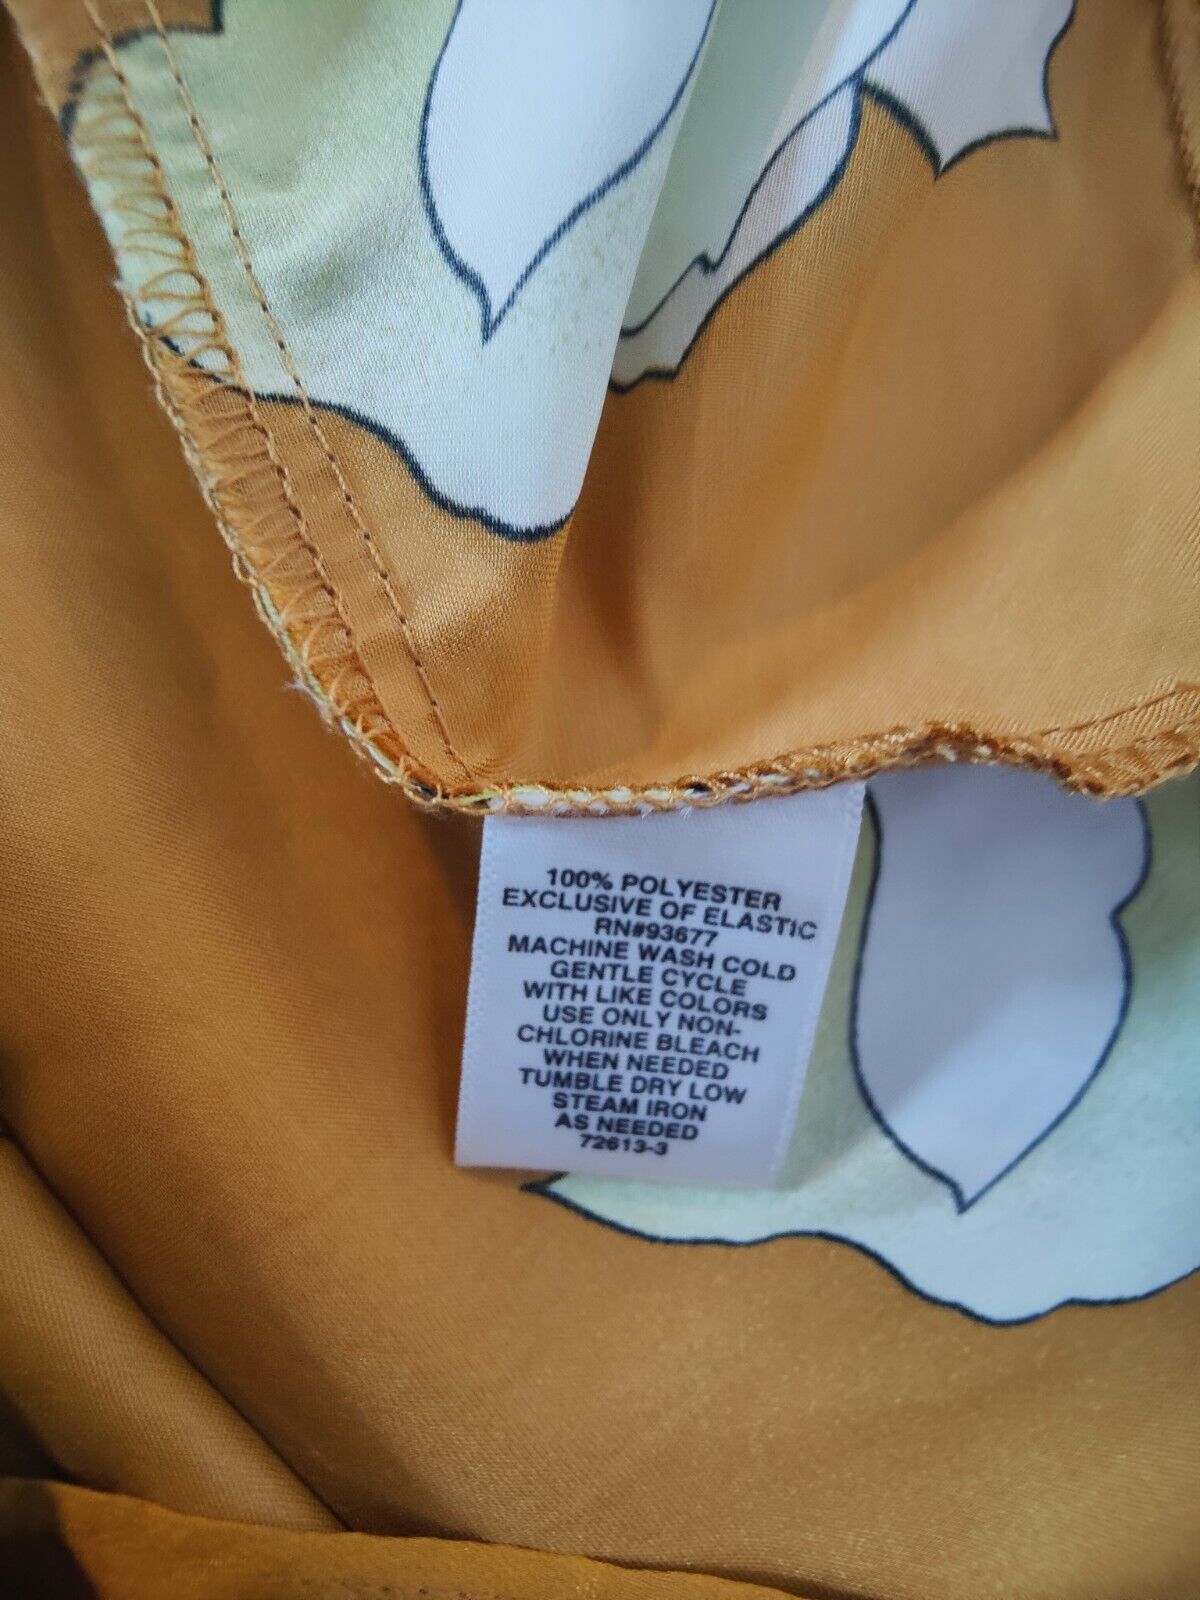 100% POLYESTER
EXCLUSIVE OF ELASTIC
RN#93677
MACHINE WASH COLD
GENTLE CYCLE
WITH LIKE COLORS
USE ONLY NON-
CHLORINE BLEACH
WHEN NEEDED
TUMBLE DRY LOW
STEAM IRON
AS NEEDED
72613-3